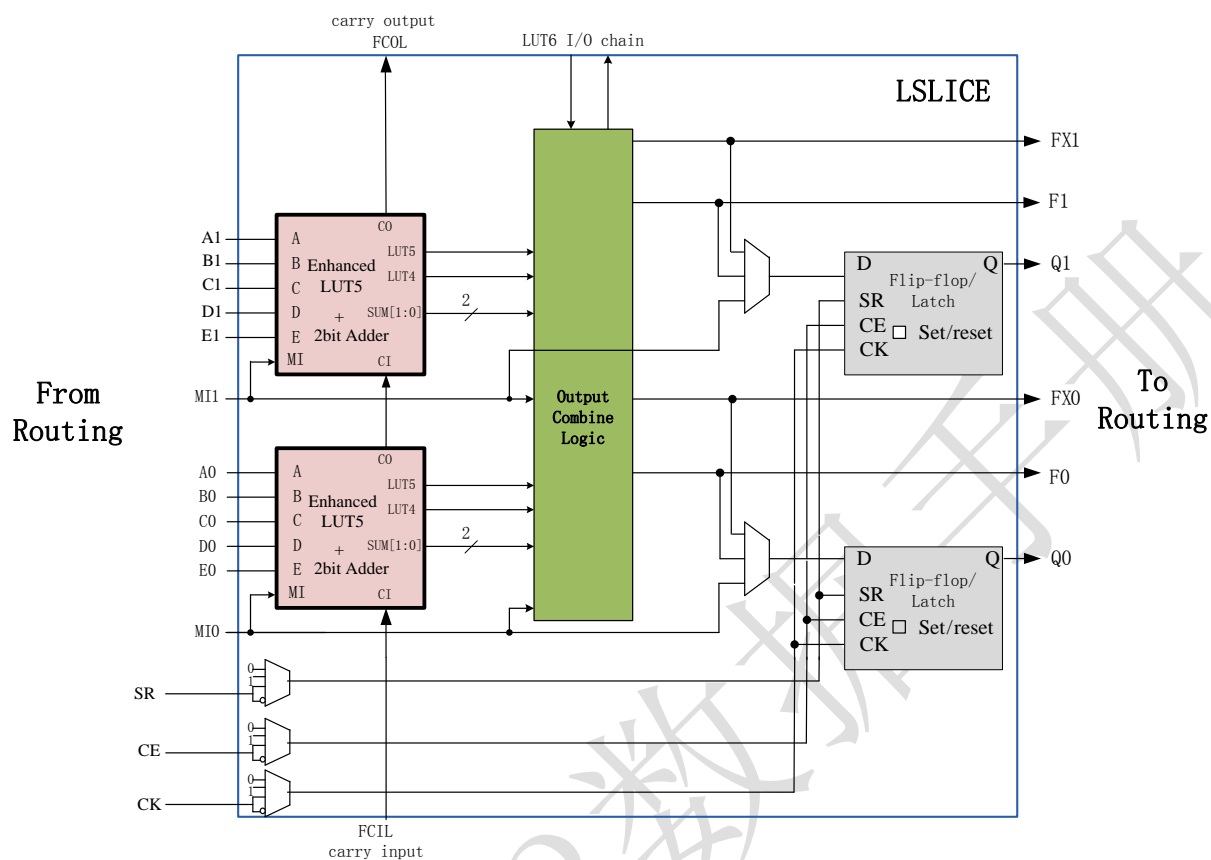 carry output
FCOL
LUT6 I/O chain
LSLICE
FX1
F1
CO
A1
A
LUT5
B1
B
Enhanced
LUT5
LUT4
C1
C
D1
D
+
SUM[1:0]
2
E1
E
2bit Adder
MI
CI
D
Q
Q1
Flip-flop/
Latch
SR
CE
Set/reset
CK
From
Routing
MI1
Output
Combine
Logic
FX0
To
Routing
CO
A0
A
LUT5
B0
B
Enhanced
LUT5
LUT4
C0
C
D0
D
+
SUM[1:0]
2
E0
E
2bit Adder
MI
CI
F0
D
Q
Q0
Flip-flop/
Latch
SR
CE
Set/reset
CK
MI0
0
1
SR
0
1
CE
0
1
CK
FCIL
carry input
数据手册